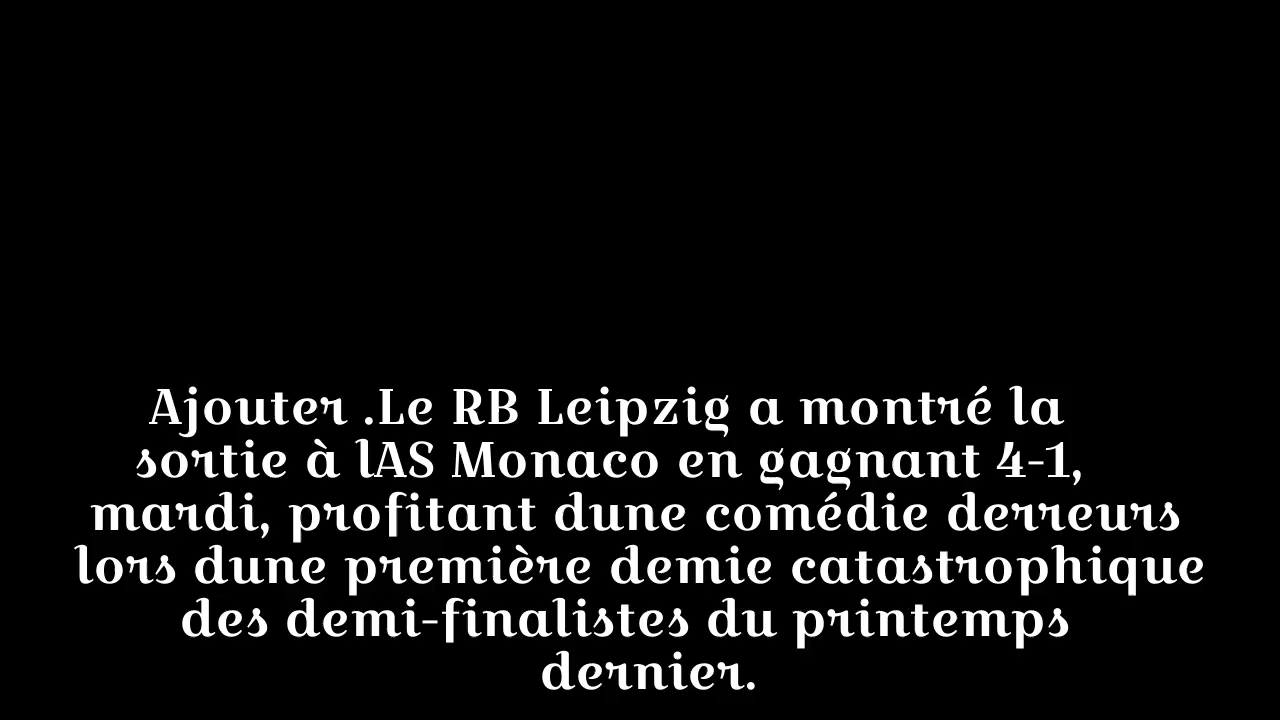 Ajouter .Le RB Leipzig a montré la
sortie à lAS Monaco en gagnant 4-1,
mardi, profitant dune comédie derreurs
lors dune première demie catastrophique
des demi-finalistes du printemps
dernier.